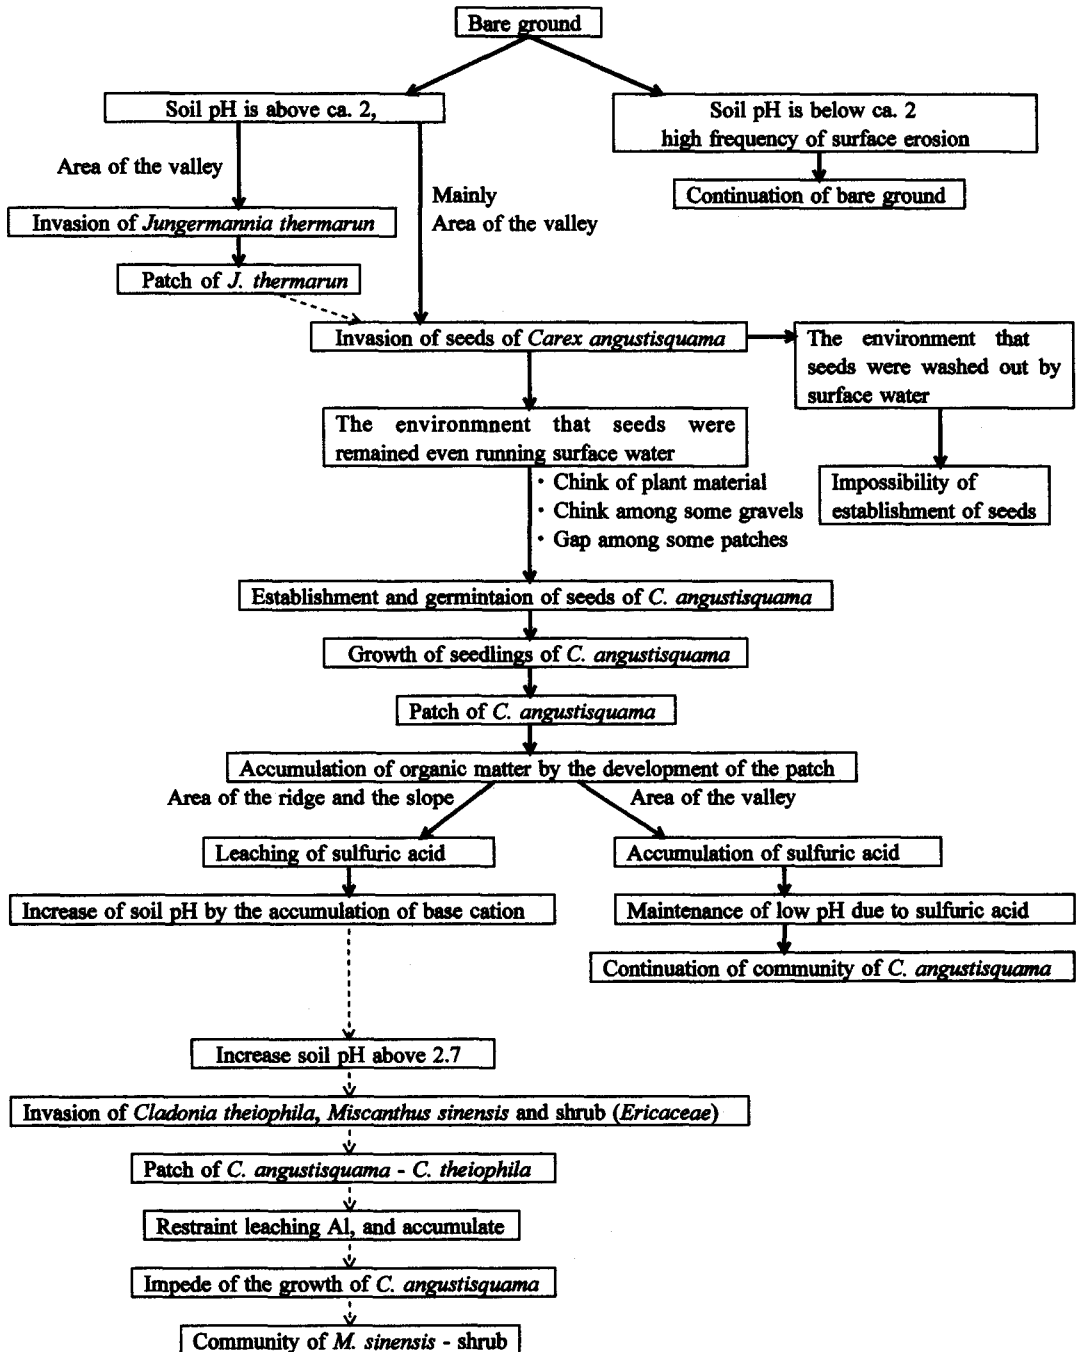 Bare ground
Soil pH is above ca. 2,
Soil pH is below ca. 2
high frequency of surface erosion
Area of the valley
Mainly
Area of the valley
Continuation of bare ground
Invasion of Jungermannia thermarun
Patch of J. thermarun
Invasion of seeds of Carex angustisquama
The environment that
seeds were washed out by
surface water
The environmnent that seeds were
remained even running surface water
· Chink of plant material
· Chink among some gravels
· Gap among some patches
Impossibility of
establishment of seeds
Establishment and germintaion of seeds of C. angustisquama
Growth of seedlings of C. angustisquama
Patch of C. angustisquama
Accumulation of organic matter by the development of the patch
Area of the ridge and the slope
Area of the valley
Leaching of sulfuric acid
Accumulation of sulfuric acid
Increase of soil pH by the accumulation of base cation
Maintenance of low pH due to sulfuric acid
Continuation of community of C. angustisquama
Increase soil pH above 2.7
Invasion of Cladonia theiophila, Miscanthus sinensis and shrub (Ericaceae)
Patch of C. angustisquama - C. theiophila
Restraint leaching Al, and accumulate
Impede of the growth of C. angustisquama
Community of M. sinensis - shrub